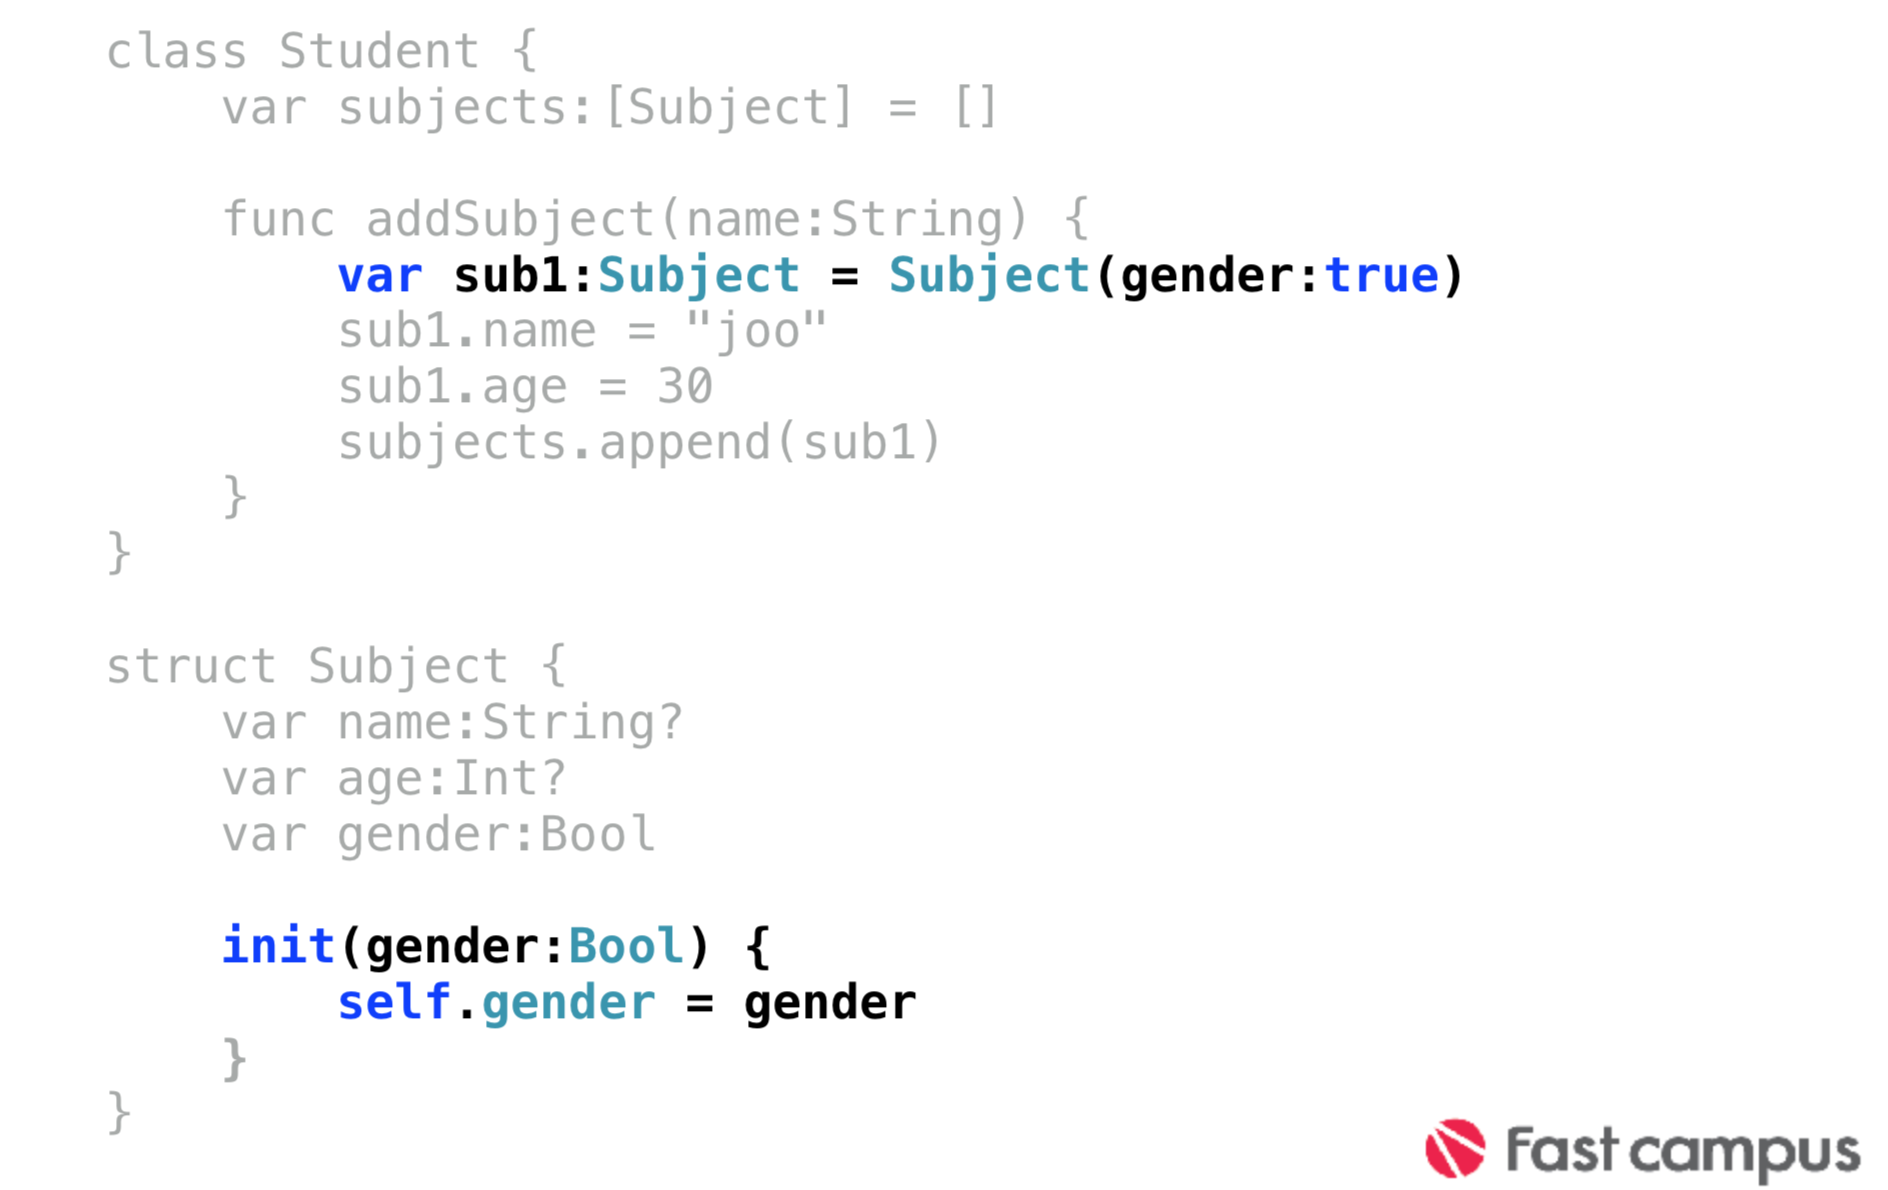 class Student {
    var subjects:[Subject] = []

    func addSubject(name:String) {
        var sub1:Subject = Subject(gender:true)
        sub1.name = "joo"
        sub1.age = 30
        subjects.append(sub1)
    }
}

struct Subject {
    var name:String?
    var age:Int?
    var gender:Bool

    init(gender:Bool) {
        self.gender = gender
    }
}
Fast campus